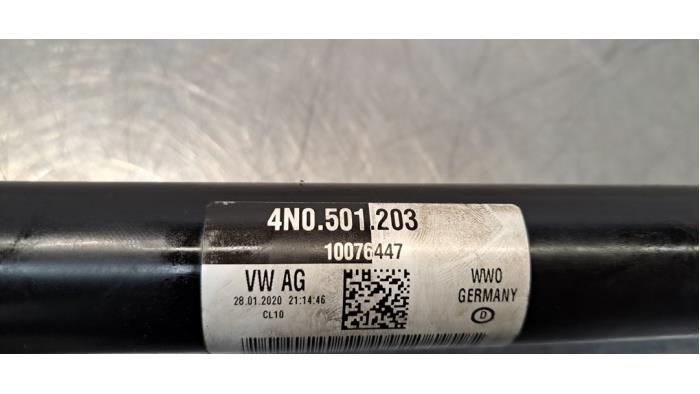 4N0.501.203
10076447
VW AG
28.01.2020 21:14:46
CL10
WWO
GERMANY
D